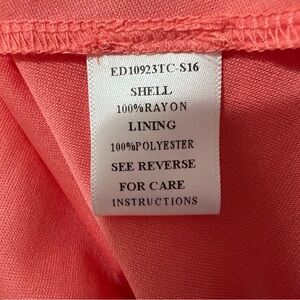 ED10923TC-S16
SHELL
100%RAYON
LINING
100%POLYESTER
SEE REVERSE
FOR CARE
INSTRUCTIONS